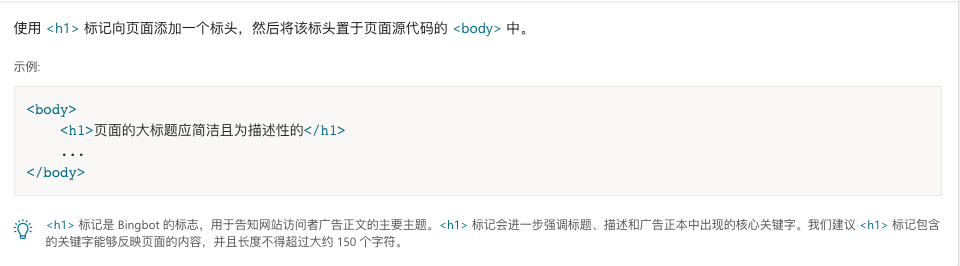 使用 <h1> 标记向页面添加一个标头，然后将该标头置于页面源代码的 <body> 中。
示例:
<body>
    <h1>页面的大标题应简洁且为描述性的</h1>
    ...
</body>
<h1> 标记是 Bingbot 的标志，用于告知网站访问者广告正文的主要主题。<h1> 标记会进一步强调标题、描述和广告正本中出现的核心关键字。我们建议 <h1> 标记包含
的关键字能够反映页面的内容，并且长度不得超过大约 150 个字符。